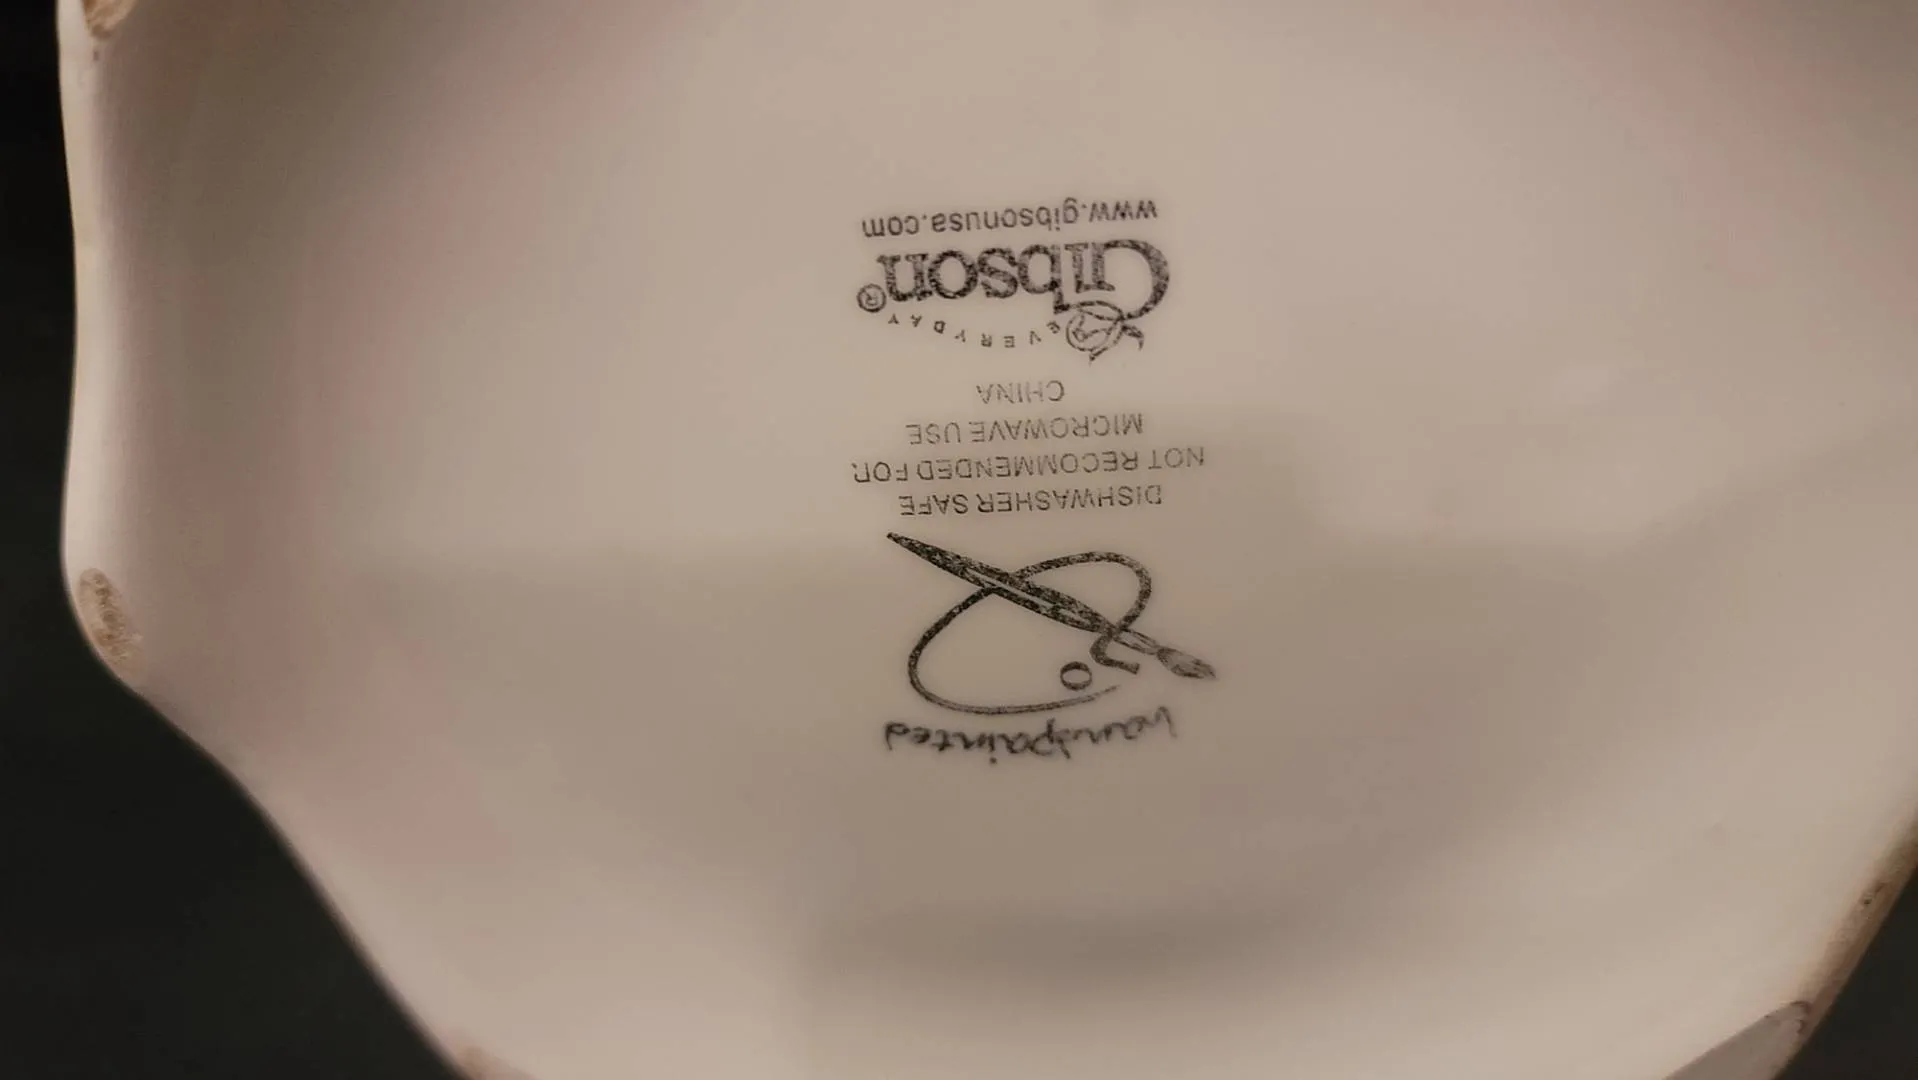 handpainted
DISHWASHER SAFE
NOT RECOMMENDED FOR
MICROWAVE USE
CHINA
EVERYDAY
Gibson®
www.gibsonusa.com